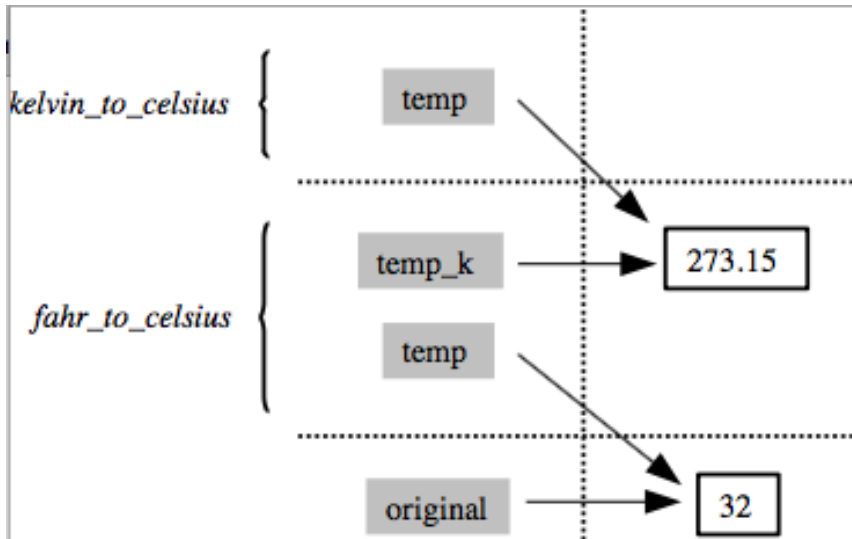 kelvin_to_celsius
temp
temp_k
273.15
fahr_to_celsius
temp
original
32